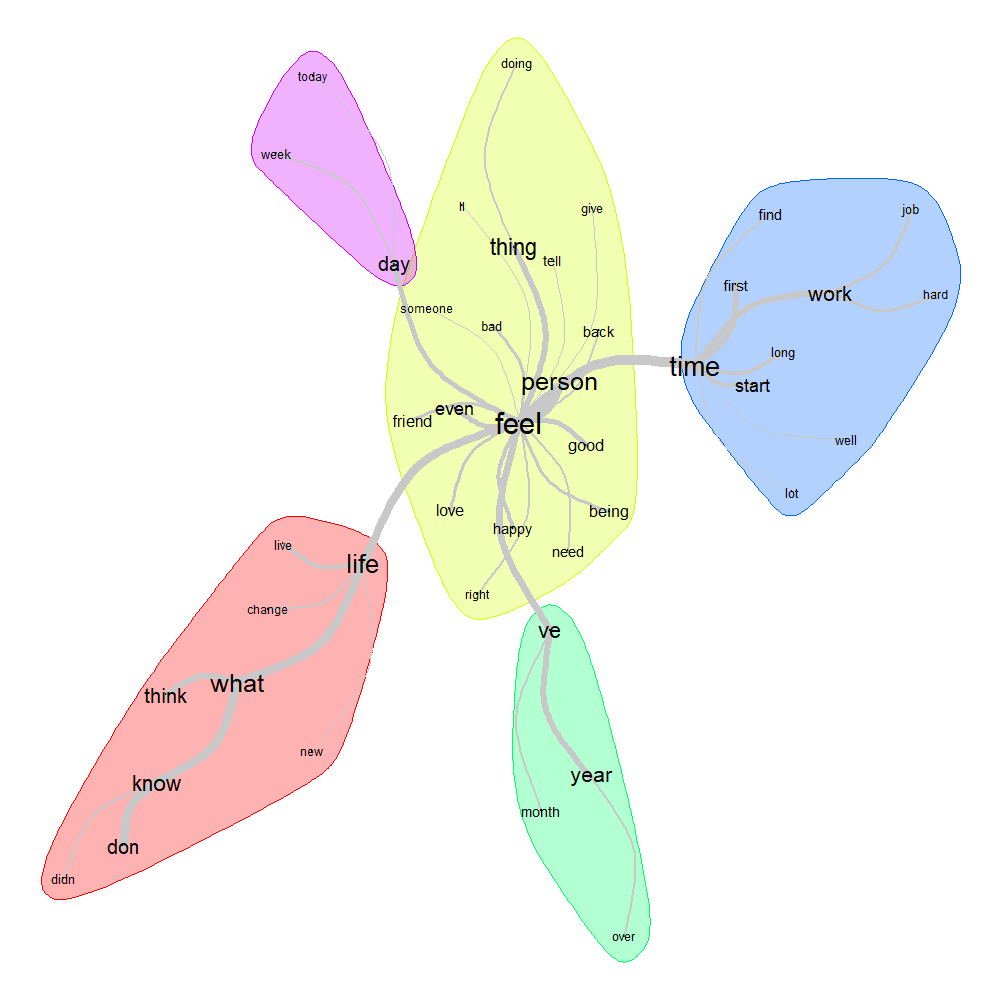 doing
today
week
ll
give
find
job
thing
tell
day
first
work
hard
someone
bad
back
long
time
person
start
even
friend
feel
good
well
lot
love
being
happy
need
live
life
right
change
ve
what
think
new
year
know
month
don
didn
over